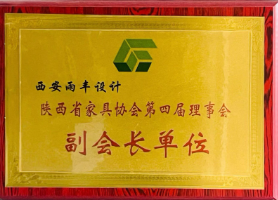 西安雨丰设计
陕西省家具协会第四届理事会
副会长单位